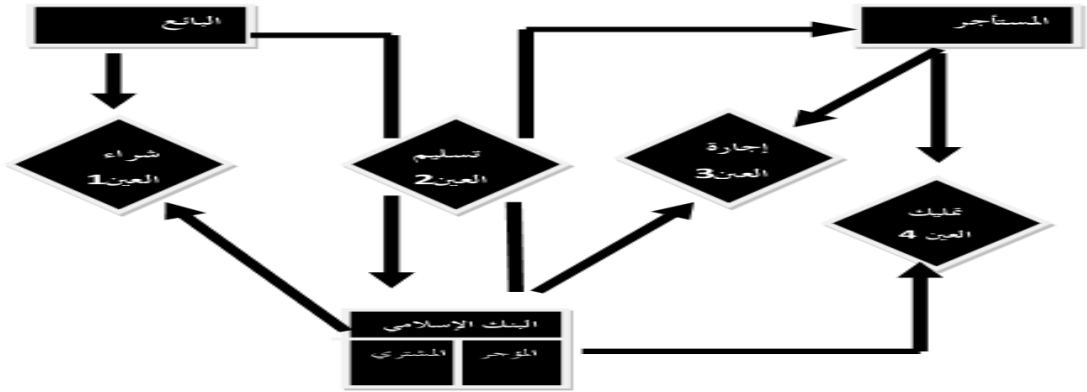 البائع
المستأجر
شراء
العين1
تسليم
العين2
إجارة
العين3
تمليك
العين 4
البنك الإسلامي
المؤجر
المشتري